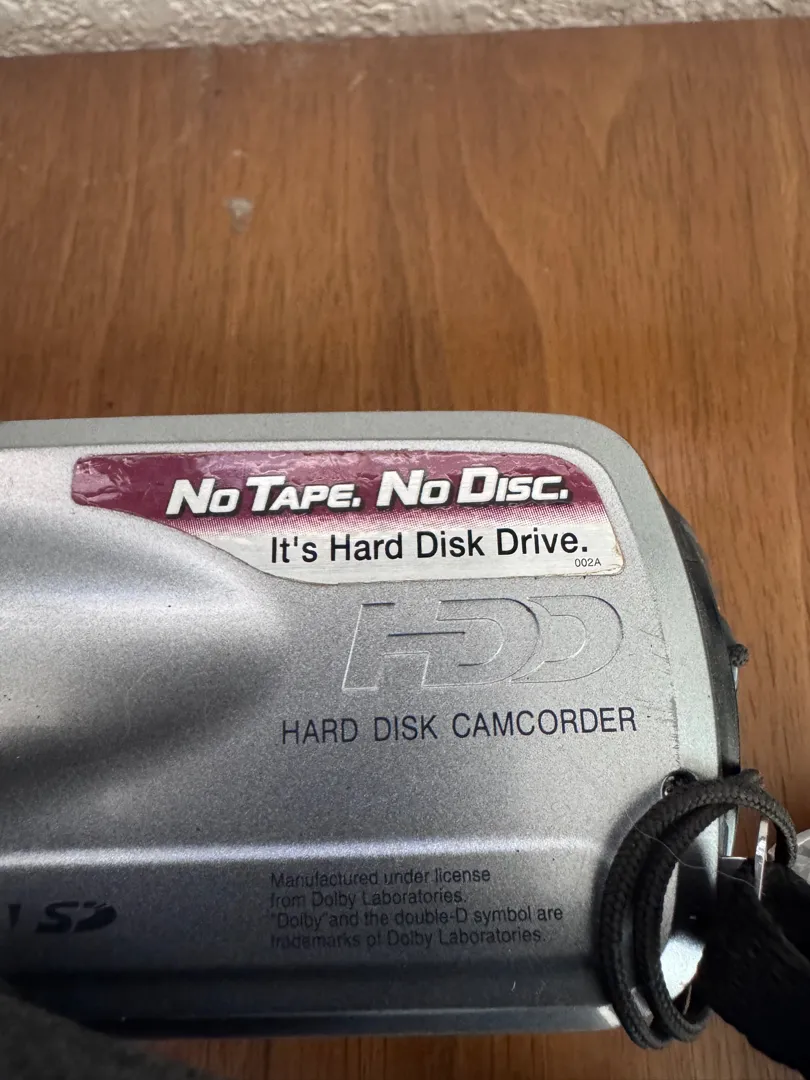 No Tape. No Disc.
It's Hard Disk Drive.
002A
HDD
HARD DISK CAMCORDER
SD
Manufactured under license
from Dolby Laboratories.
"Dolby"and the double-D symbol are
trademarks of Dolby Laboratories.